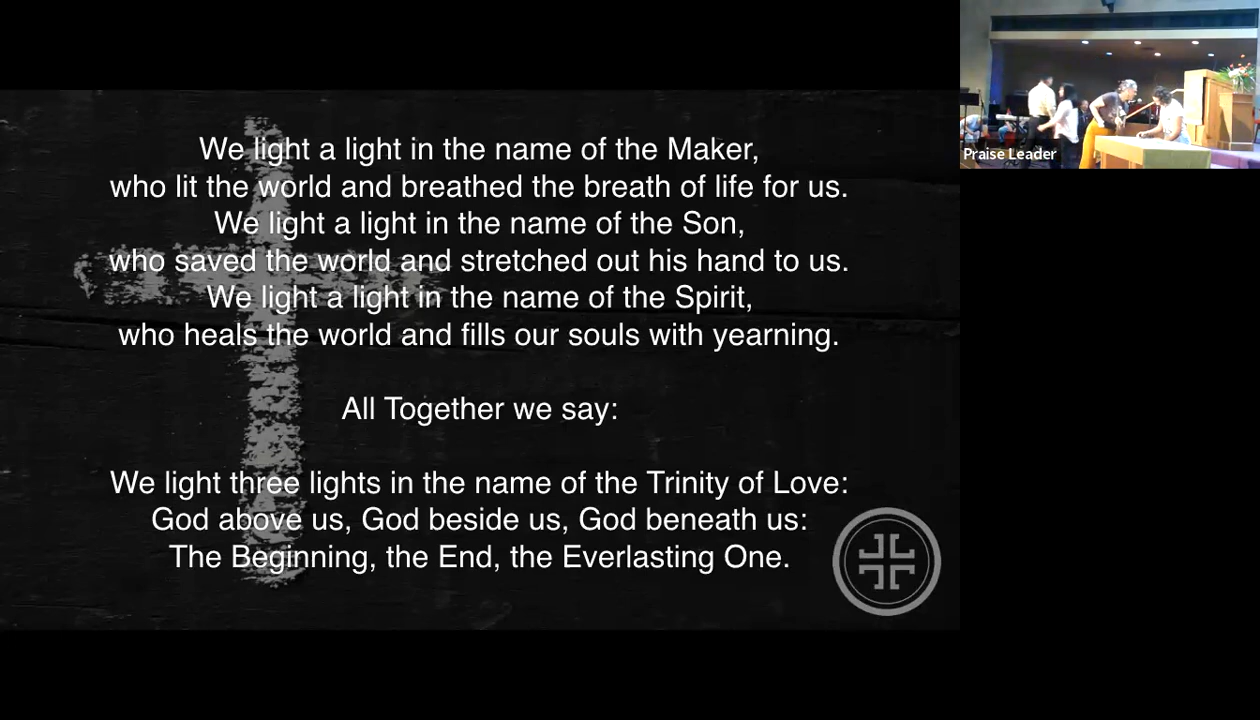 We light a light in the name of the Maker,
who lit the world and breathed the breath of life for us.
We light a light in the name of the Son,
who saved the world and stretched out his hand to us.
We light a light in the name of the Spirit,
who heals the world and fills our souls with yearning.
All Together we say:
We light three lights in the name of the Trinity of Love:
God above us, God beside us, God beneath us:
The Beginning, the End, the Everlasting One.
Praise Leader